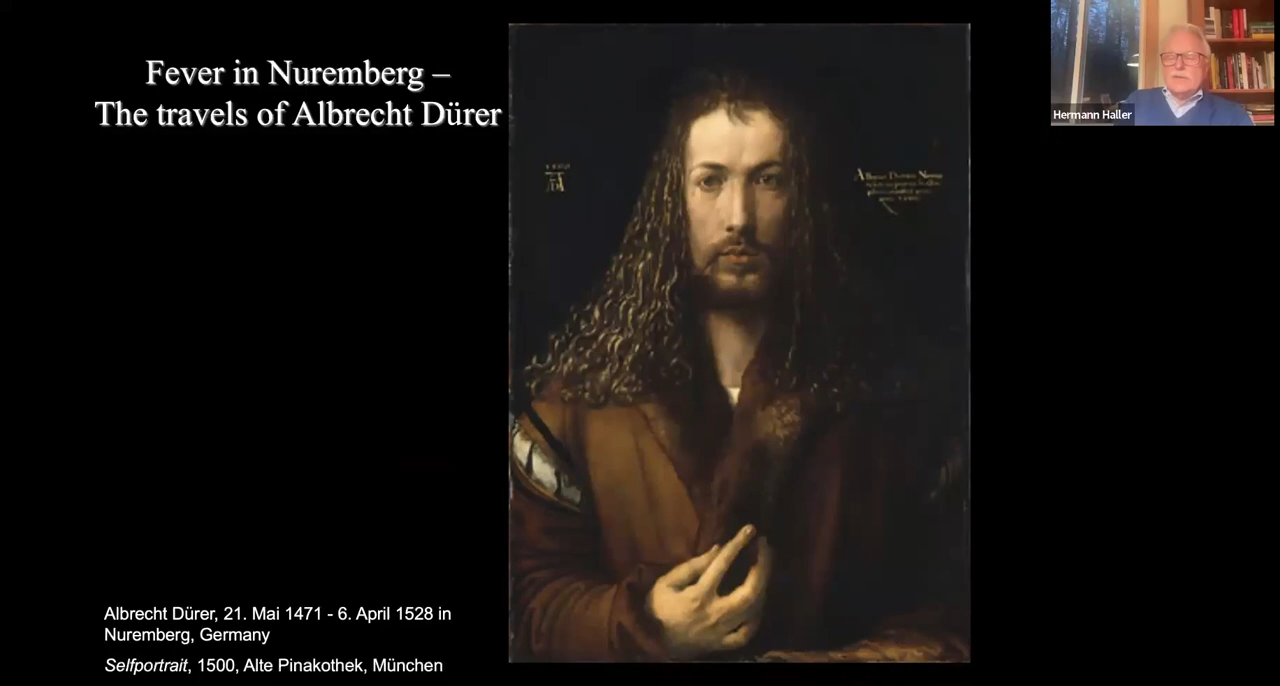 Fever in Nuremberg –
The travels of Albrecht Dürer
Hermann Haller
AD
Albrecht Dürer, 21. Mai 1471 - 6. April 1528 in
Nuremberg, Germany
Selfportrait, 1500, Alte Pinakothek, München